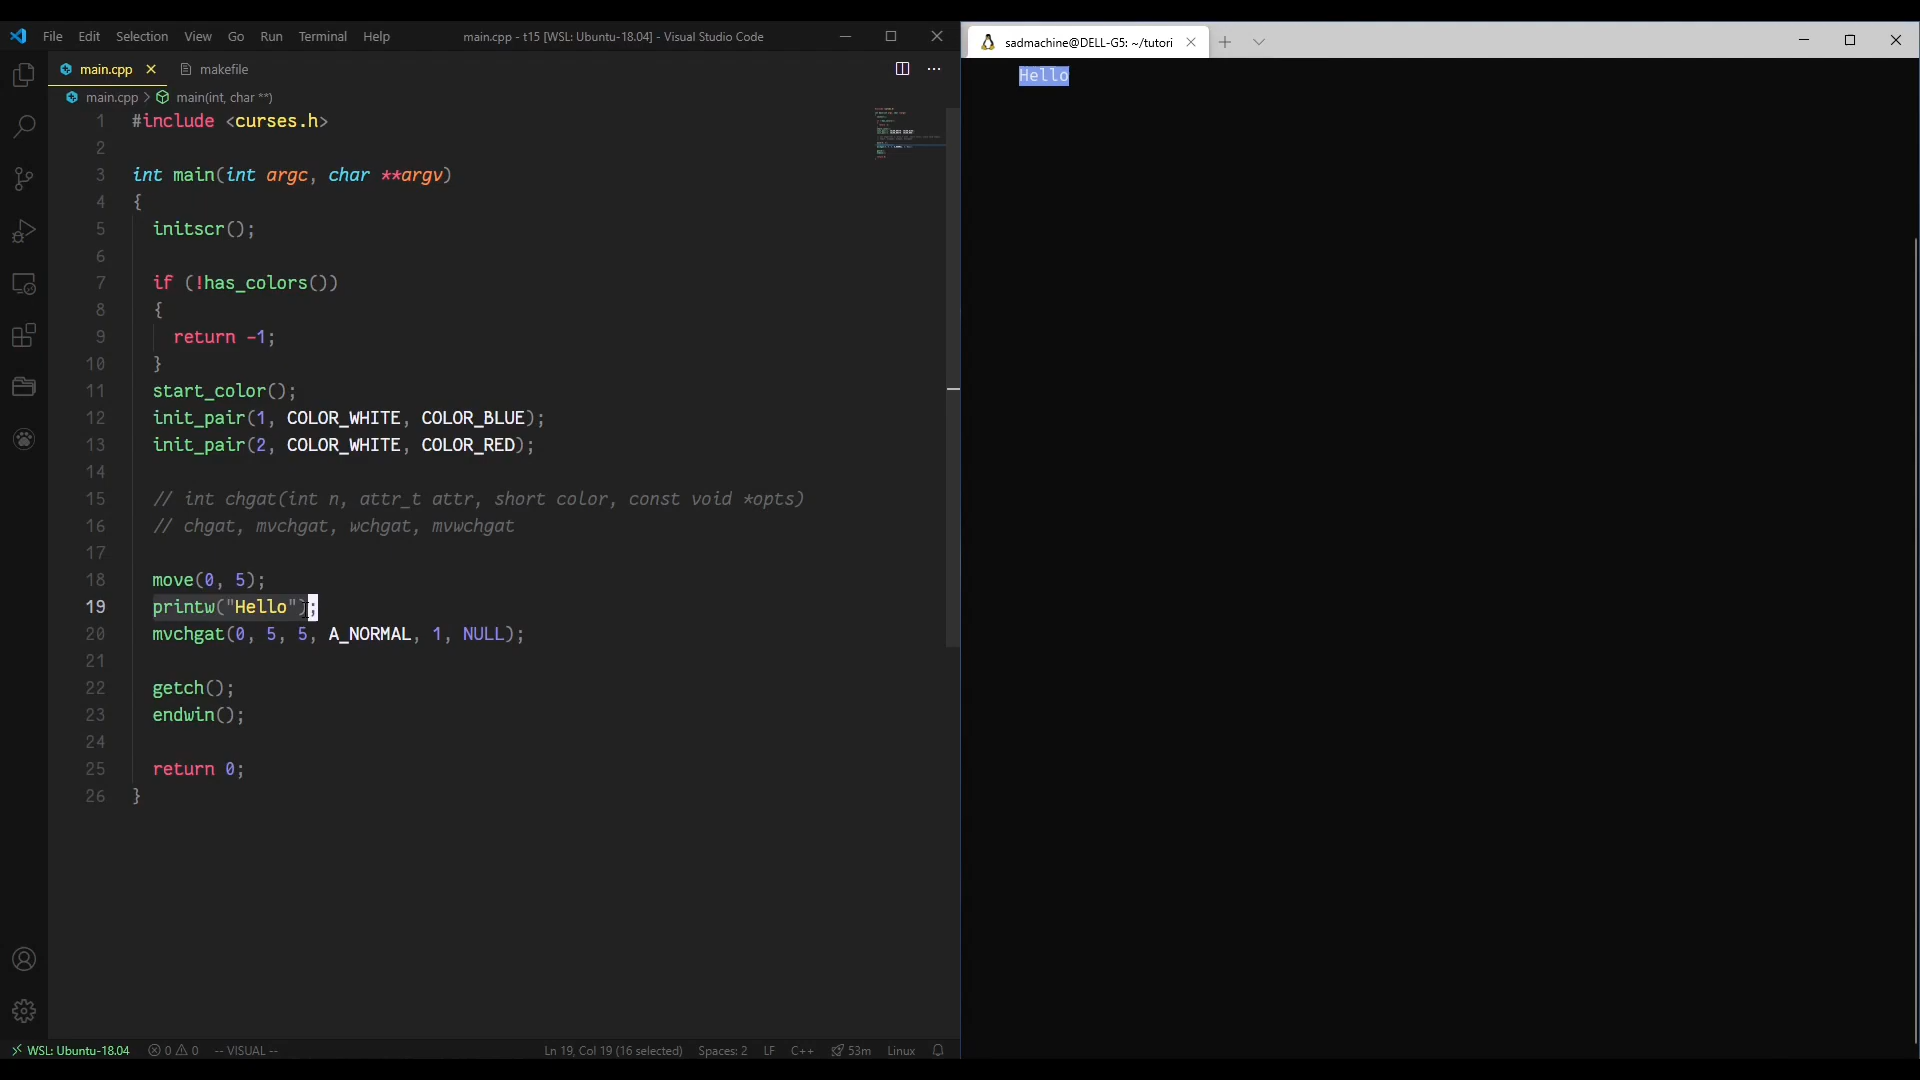 File Edit Selection View Go Run Terminal Help main.cpp - t15 [WSL: Ubuntu-18.04] - Visual Studio Code
main.cpp makefile
main.cpp > main(int, char **)
1 #include <curses.h>
2
3 int main(int argc, char **argv)
4 {
5 initscr();
6
7 if (!has_colors())
8 {
9 return -1;
10 }
11 start_color();
12 init_pair(1, COLOR_WHITE, COLOR_BLUE);
13 init_pair(2, COLOR_WHITE, COLOR_RED);
14
15 // int chgat(int n, attr_t attr, short color, const void *opts)
16 // chgat, mvchgat, wchgat, mvwchgat
17
18 move(0, 5);
19 printw("Hello");
20 mvchgat(0, 5, 5, A_NORMAL, 1, NULL);
21
22 getch();
23 endwin();
24
25 return 0;
26 }
WSL: Ubuntu-18.04 0 0 -- VISUAL -- Ln 19, Col 19 (16 selected) Spaces: 2 LF C++ 53m Linux
sadmachine@DELL-G5: ~/tutori
Hello